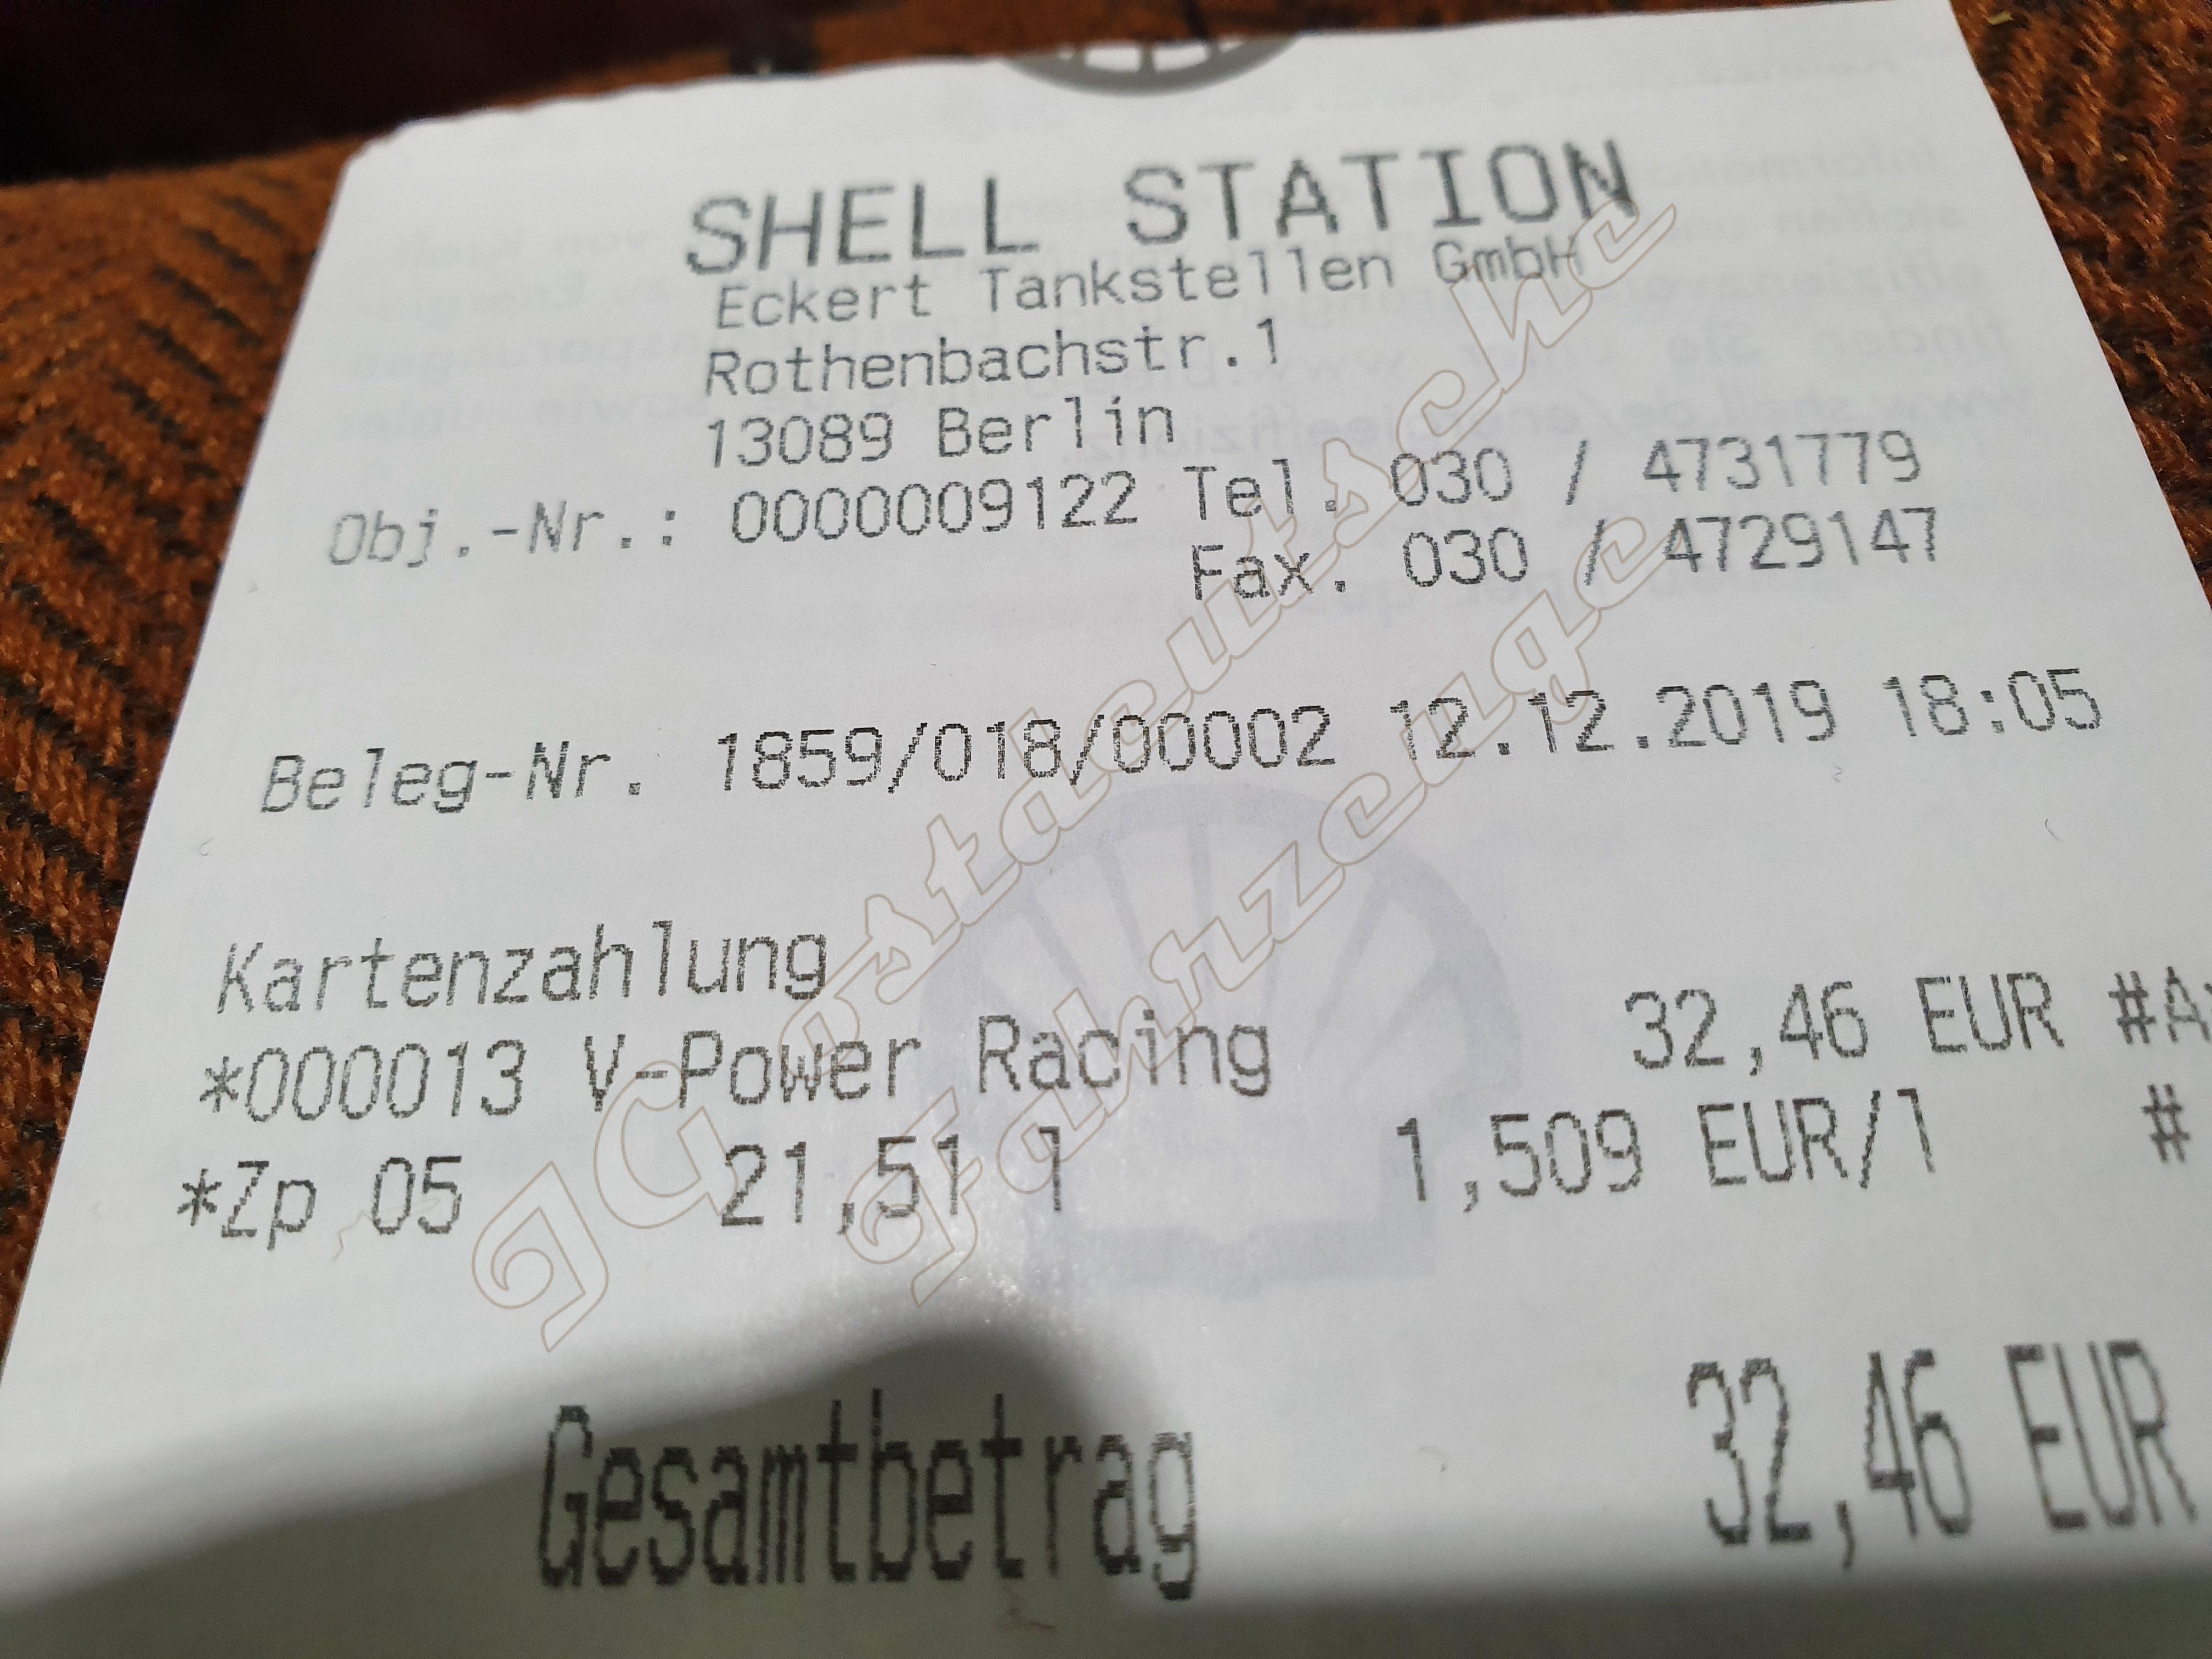 SHELL STATION
Eckert Tankstellen GmbH
Rothenbachstr.1
13089 Berlin
Obj.-Nr.: 0000009122 Tel. 030 / 4731779
Fax. 030 / 4729147
Beleg-Nr. 1859/018/00002 12.12.2019 18:05
Kartenzahlung
*000013 V-Power Racing 32,46 EUR #A
*Zp 05 21,51 l 1,509 EUR/l #
Gesamtbetrag 32,46 EUR
gGostdeutsche
Fahrzeuge